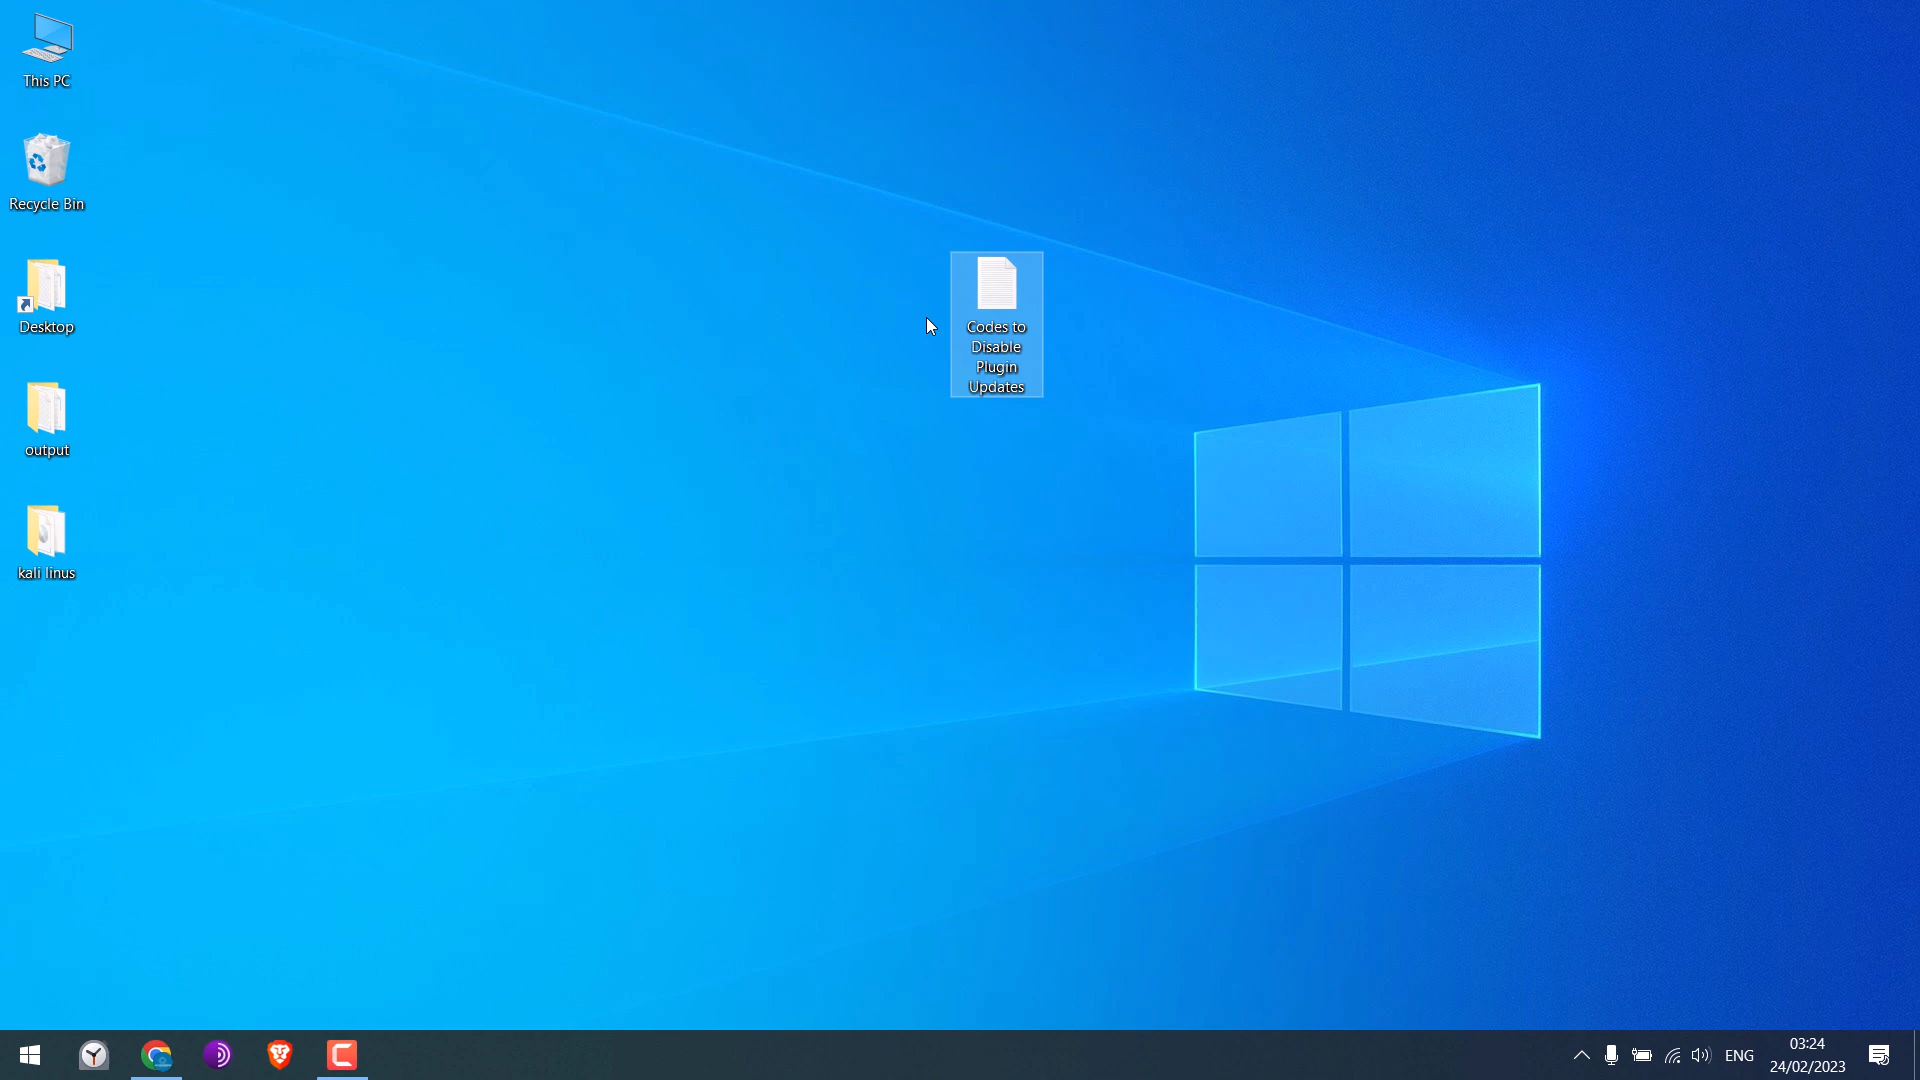 This PC
Recycle Bin
Desktop
output
kali linus
Codes to
Disable
Plugin
Updates
ENG
03:24
24/02/2023